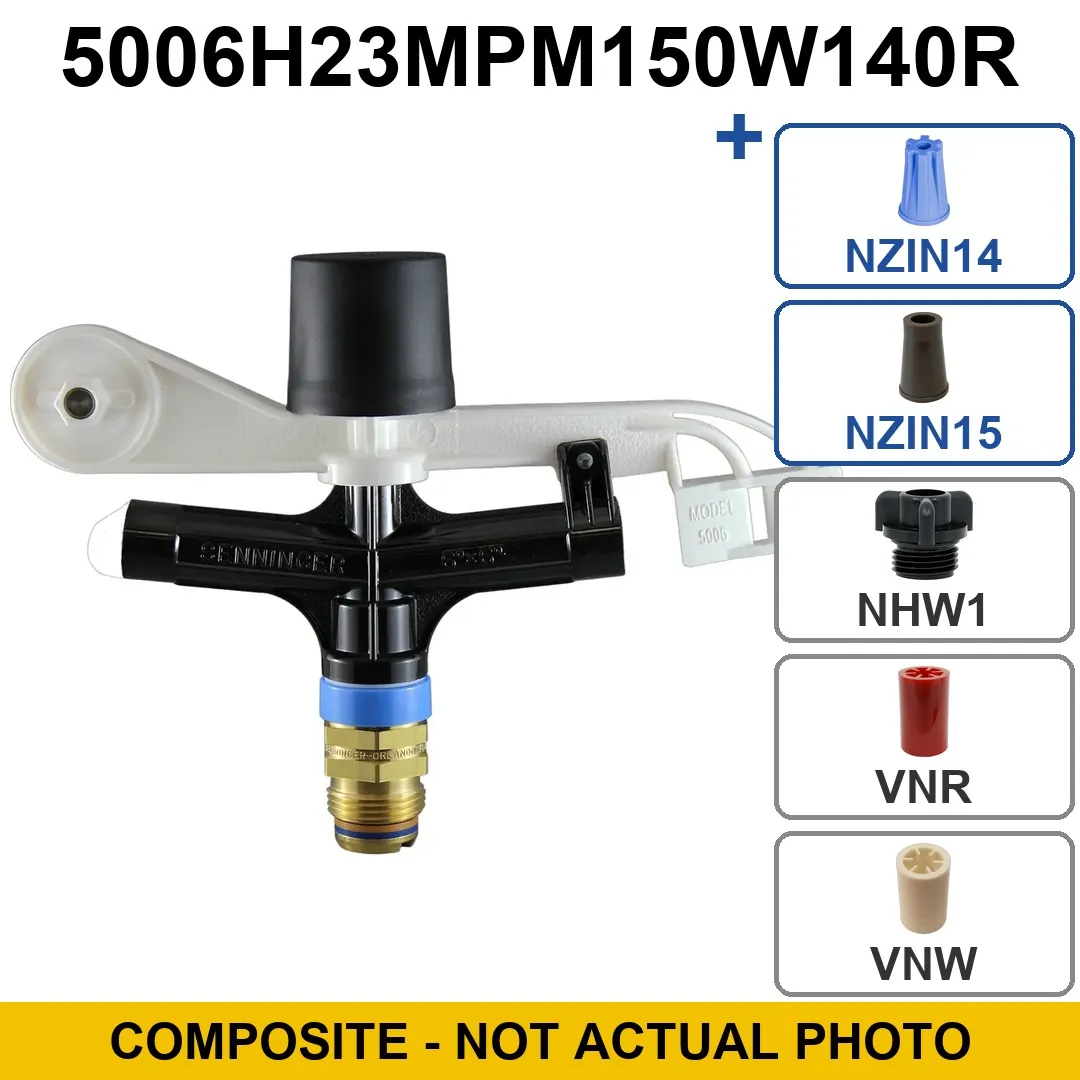 5006H23MPM150W140R
+
NZIN14
NZIN15
NHW1
VNR
VNW
MODEL
5006
SENNINGER
COMPOSITE - NOT ACTUAL PHOTO